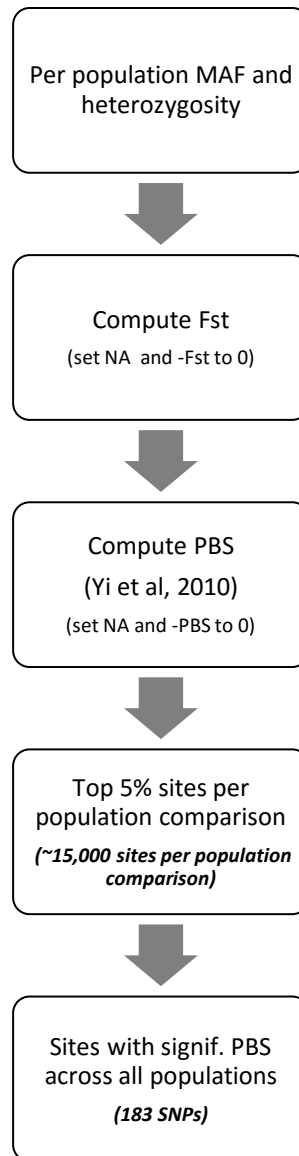 Per population MAF and
heterozygosity
Compute Fst
(set NA and -Fst to 0)
Compute PBS
(Yi et al, 2010)
(set NA and -PBS to 0)
Top 5% sites per
population comparison
(~15,000 sites per population
comparison)
Sites with signif. PBS
across all populations
(183 SNPs)